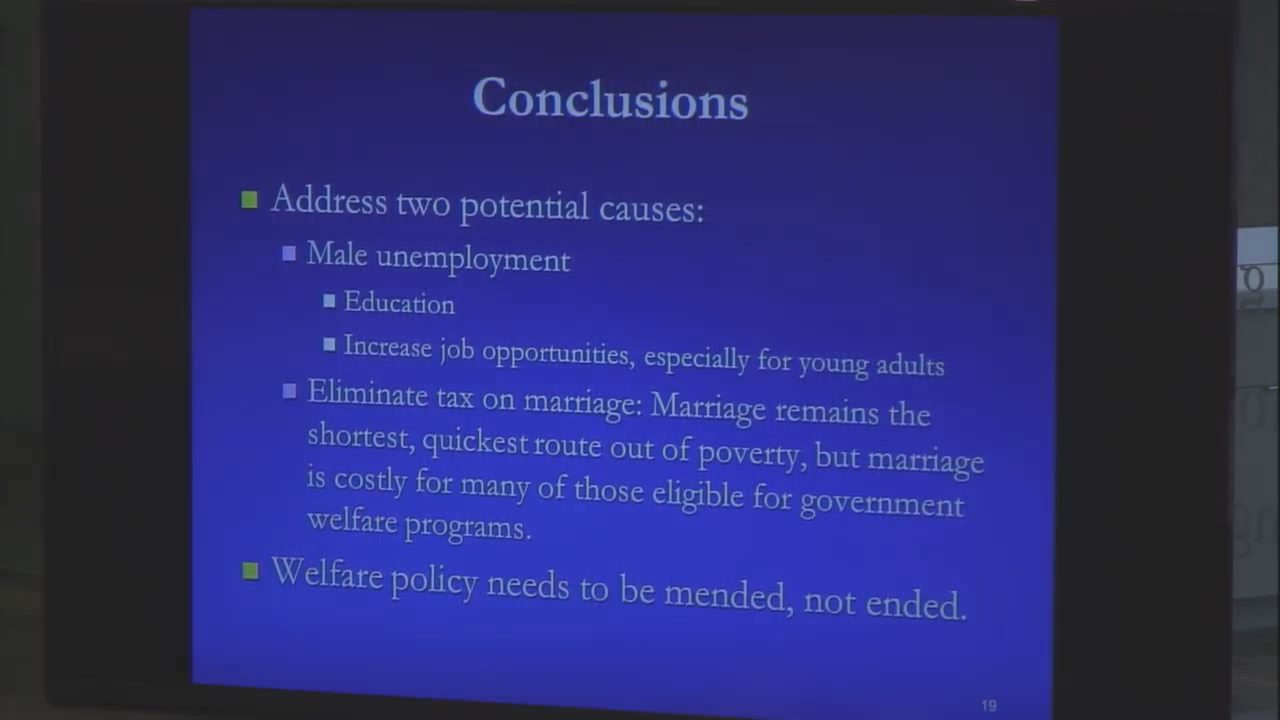 Conclusions
Address two potential causes:
Male unemployment
Education
Increase job opportunities, especially for young adults
Eliminate tax on marriage: Marriage remains the
shortest, quickest route out of poverty, but marriage
is costly for many of those eligible for government
welfare programs.
Welfare policy needs to be mended, not ended.
19